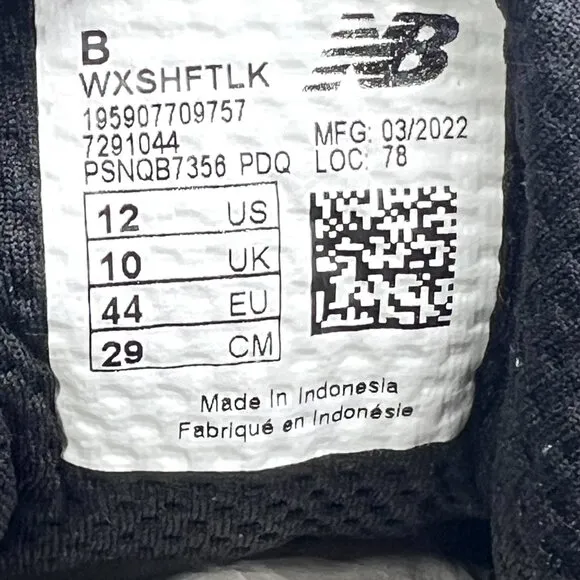 B
WXSHFTLK
195907709757
7291044
PSNQB7356 PDQ
NB
MFG: 03/2022
LOC: 78
12 US
10 UK
44 EU
29 CM
Made In Indonesia
Fabriqué en Indonésie